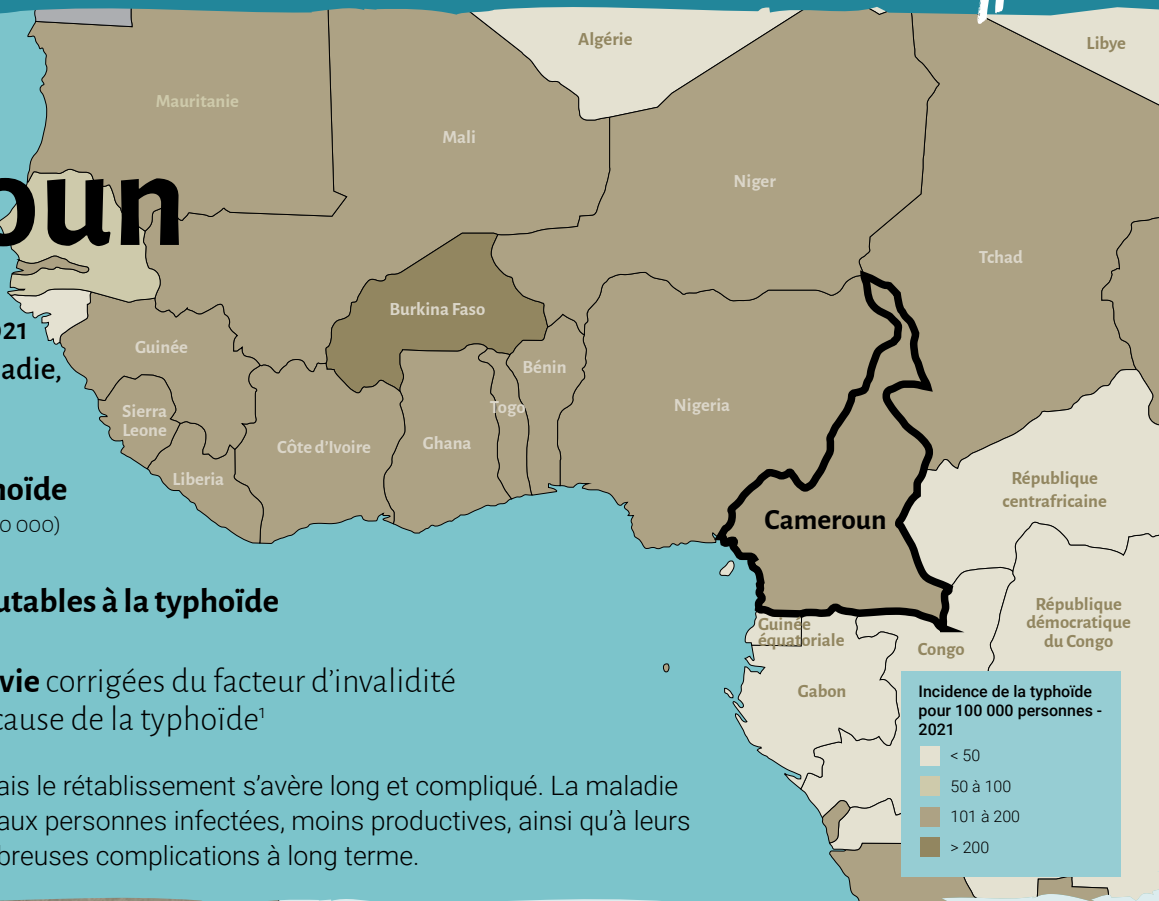 oun
021
adie,
hoïde
0 000)
utables à la typhoïde
vie corrigées du facteur d’invalidité
cause de la typhoïde¹
ais le rétablissement s’avère long et compliqué. La maladie
aux personnes infectées, moins productives, ainsi qu’à leurs
breuses complications à long terme.
Algérie
Libye
Mauritanie
Mali
Niger
Tchad
Burkina Faso
Guinée
Bénin
Sierra
Leone
Togo
Nigeria
Côte d’Ivoire
Ghana
Liberia
République
centrafricaine
Cameroun
Guinée
équatoriale
République
démocratique
du Congo
Congo
Gabon
Incidence de la typhoïde
pour 100 000 personnes -
2021
< 50
50 à 100
101 à 200
> 200